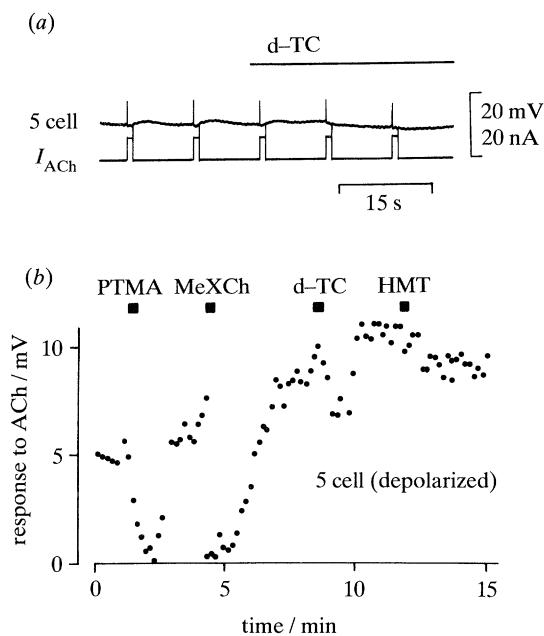 (a)
d–TC
5 cell
I ACh
20 mV
20 nA
15 s
(b)
PTMA MeXCh d–TC HMT
response to ACh / mV
10
5
0
5 cell (depolarized)
0 5 10 15
time / min